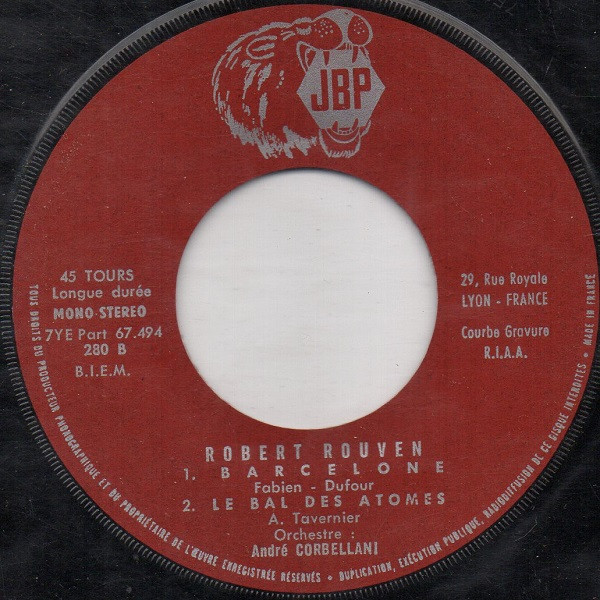 JBP
45 TOURS
Longue durée
MONO-STEREO
7YE Part 67.494
280 B
B.I.E.M.
29, Rue Royale
LYON - FRANCE
Courbe Gravure
R.I.A.A.
ROBERT ROUVEN
1. BARCELONE
Fabien - Dufour
2. LE BAL DES ATOMES
A. Tavernier
Orchestre :
André CORBELLANI
TOUS DROITS DU PRODUCTEUR PHONOGRAPHIQUE ET DU PROPRIÉTAIRE DE L'ŒUVRE ENREGISTRÉE RÉSERVÉS • DUPLICATION, EXÉCUTION PUBLIQUE, RADIODIFFUSION DE CE DISQUE INTERDITES • MADE IN FRANCE